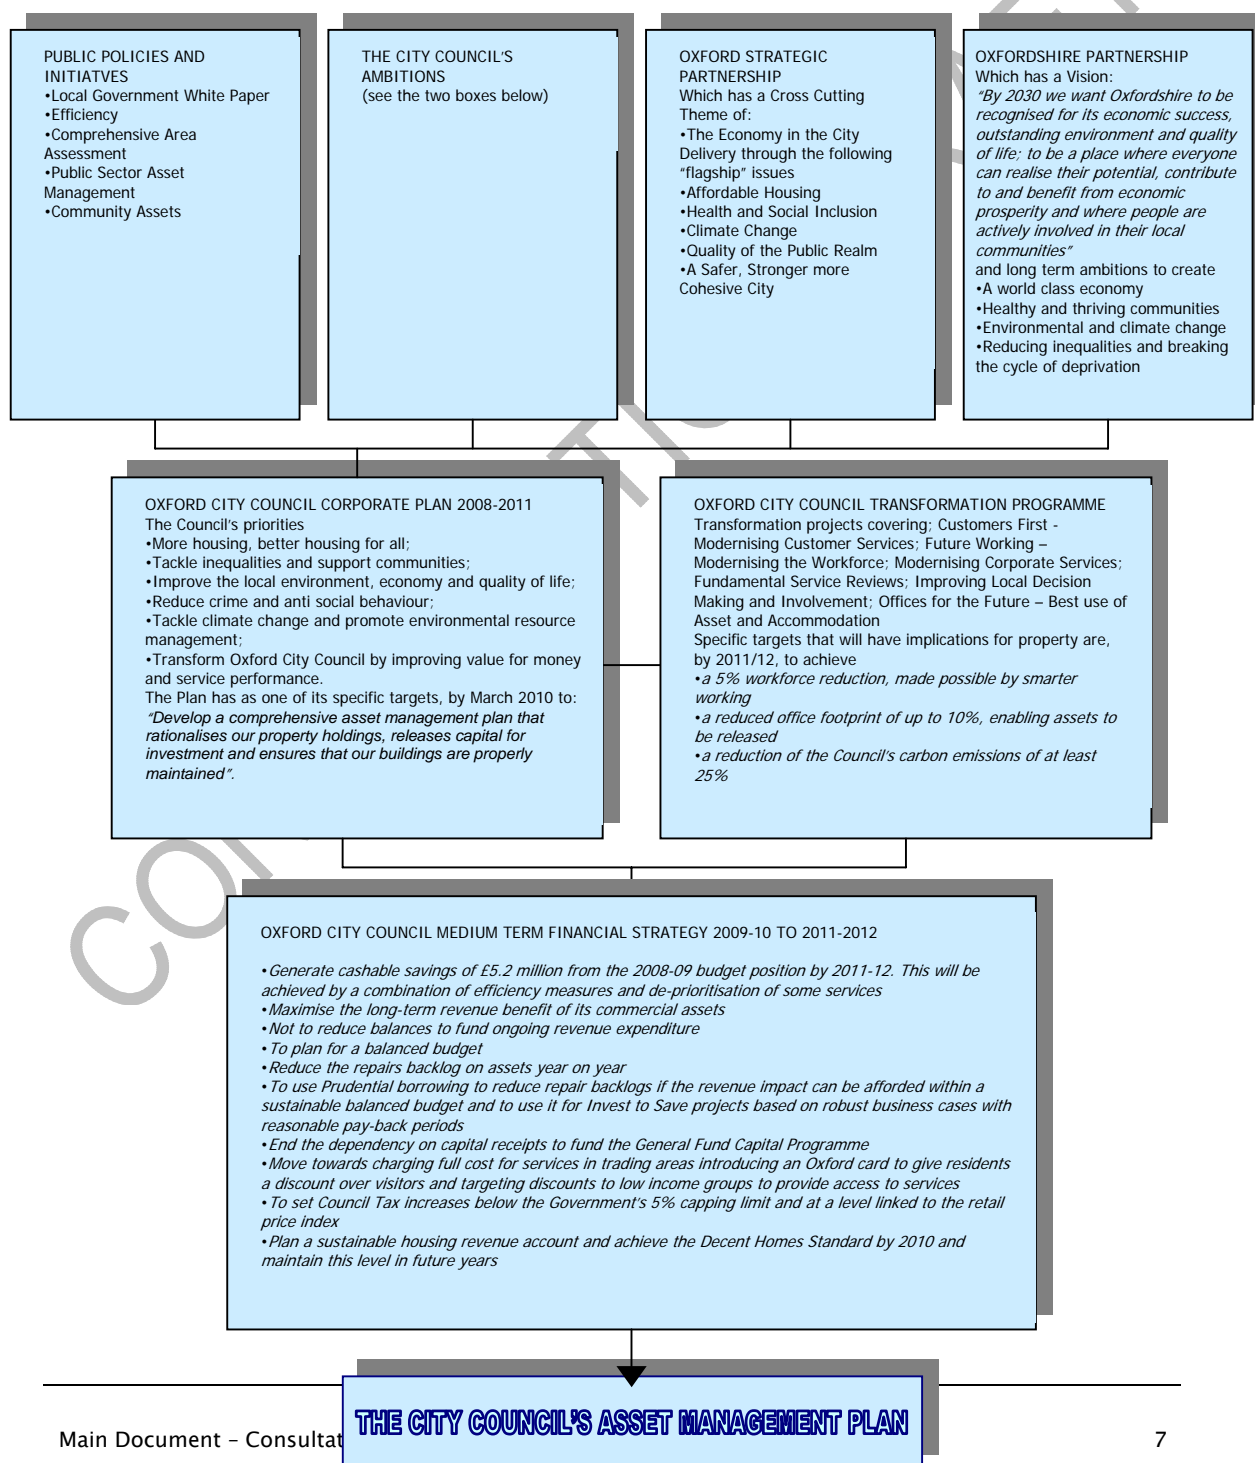 PUBLIC POLICIES AND
INITIATVES
•Local Government White Paper
•Efficiency
•Comprehensive Area
Assessment
•Public Sector Asset
Management
•Community Assets
THE CITY COUNCIL'S
AMBITIONS
(see the two boxes below)
OXFORD STRATEGIC
PARTNERSHIP
Which has a Cross Cutting
Theme of:
•The Economy in the City
Delivery through the following
"flagship" issues
•Affordable Housing
•Health and Social Inclusion
•Climate Change
•Quality of the Public Realm
•A Safer, Stronger more
Cohesive City
OXFORDSHIRE PARTNERSHIP
Which has a Vision:
"By 2030 we want Oxfordshire to be
recognised for its economic success,
outstanding environment and quality
of life; to be a place where everyone
can realise their potential, contribute
to and benefit from economic
prosperity and where people are
actively involved in their local
communities"
and long term ambitions to create
•A world class economy
•Healthy and thriving communities
•Environmental and climate change
•Reducing inequalities and breaking
the cycle of deprivation
OXFORD CITY COUNCIL CORPORATE PLAN 2008-2011
The Council's priorities
•More housing, better housing for all;
•Tackle inequalities and support communities;
•Improve the local environment, economy and quality of life;
•Reduce crime and anti social behaviour;
•Tackle climate change and promote environmental resource
management;
•Transform Oxford City Council by improving value for money
and service performance.
The Plan has as one of its specific targets, by March 2010 to:
"Develop a comprehensive asset management plan that
rationalises our property holdings, releases capital for
investment and ensures that our buildings are properly
maintained".
OXFORD CITY COUNCIL TRANSFORMATION PROGRAMME
Transformation projects covering; Customers First -
Modernising Customer Services; Future Working –
Modernising the Workforce; Modernising Corporate Services;
Fundamental Service Reviews; Improving Local Decision
Making and Involvement; Offices for the Future – Best use of
Asset and Accommodation
Specific targets that will have implications for property are,
by 2011/12, to achieve
•a 5% workforce reduction, made possible by smarter
working
•a reduced office footprint of up to 10%, enabling assets to
be released
•a reduction of the Council's carbon emissions of at least
25%
OXFORD CITY COUNCIL MEDIUM TERM FINANCIAL STRATEGY 2009-10 TO 2011-2012
•Generate cashable savings of £5.2 million from the 2008-09 budget position by 2011-12. This will be
achieved by a combination of efficiency measures and de-prioritisation of some services
•Maximise the long-term revenue benefit of its commercial assets
•Not to reduce balances to fund ongoing revenue expenditure
•To plan for a balanced budget
•Reduce the repairs backlog on assets year on year
•To use Prudential borrowing to reduce repair backlogs if the revenue impact can be afforded within a
sustainable balanced budget and to use it for Invest to Save projects based on robust business cases with
reasonable pay-back periods
•End the dependency on capital receipts to fund the General Fund Capital Programme
•Move towards charging full cost for services in trading areas introducing an Oxford card to give residents
a discount over visitors and targeting discounts to low income groups to provide access to services
•To set Council Tax increases below the Government's 5% capping limit and at a level linked to the retail
price index
•Plan a sustainable housing revenue account and achieve the Decent Homes Standard by 2010 and
maintain this level in future years
THE CITY COUNCIL'S ASSET MANAGEMENT PLAN
Main Document – Consultat
7